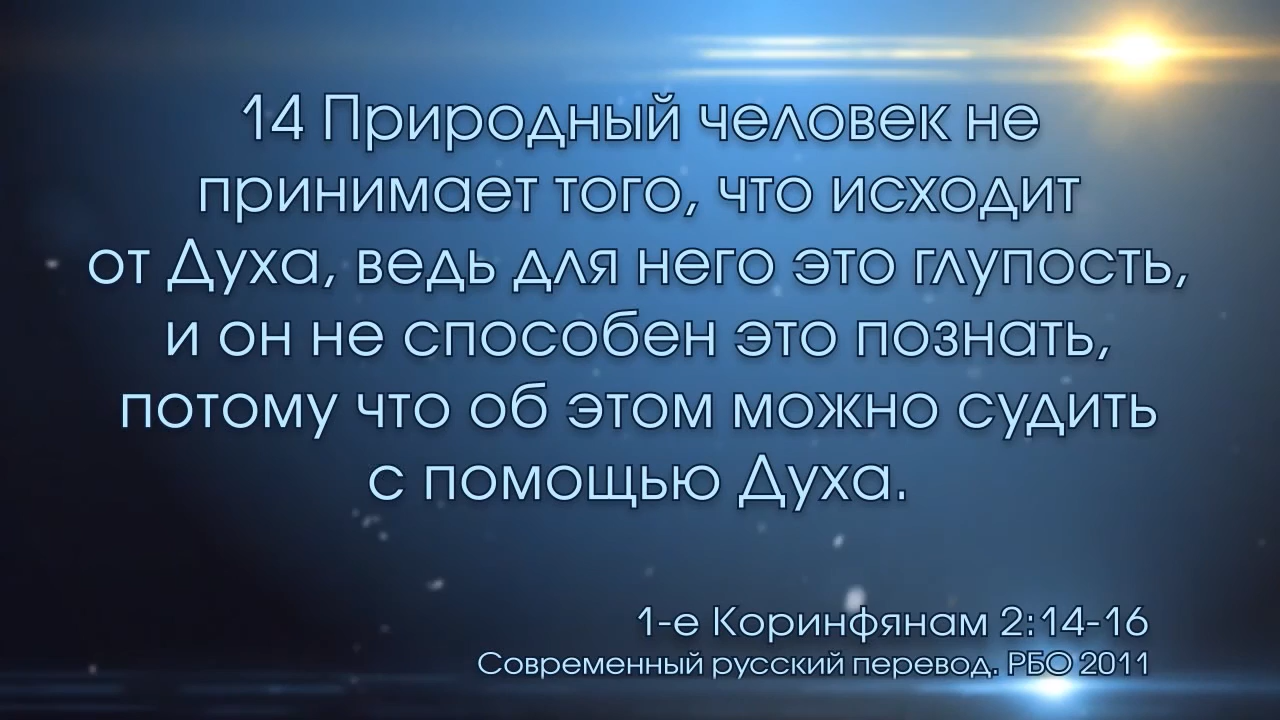 14 Природный человек не
принимает того, что исходит
от Духа, ведь для него это глупость,
и он не способен это познать,
потому что об этом можно судить
с помощью Духа.
1-е Коринфянам 2:14-16
Современный русский перевод. РБО 2011